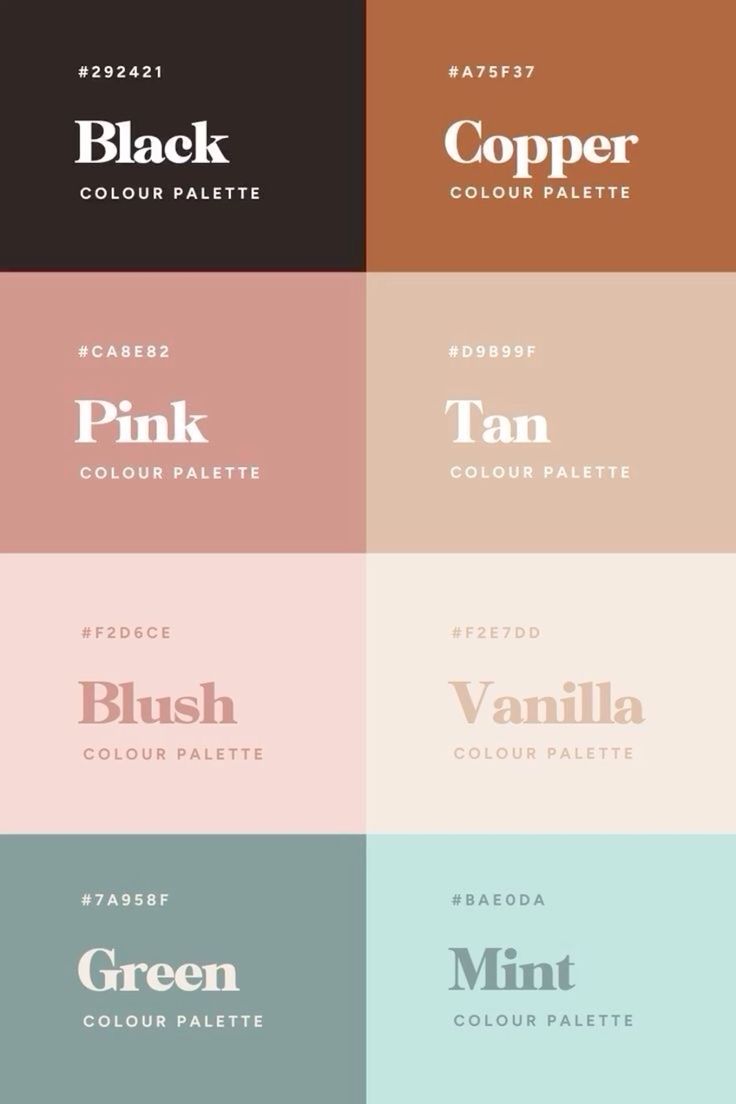 #292421
Black
COLOUR PALETTE
#A75F37
Copper
COLOUR PALETTE
#CA8E82
Pink
COLOUR PALETTE
#D9B99F
Tan
COLOUR PALETTE
#F2D6CE
Blush
COLOUR PALETTE
#F2E7DD
Vanilla
COLOUR PALETTE
#7A958F
Green
COLOUR PALETTE
#BAE0DA
Mint
COLOUR PALETTE